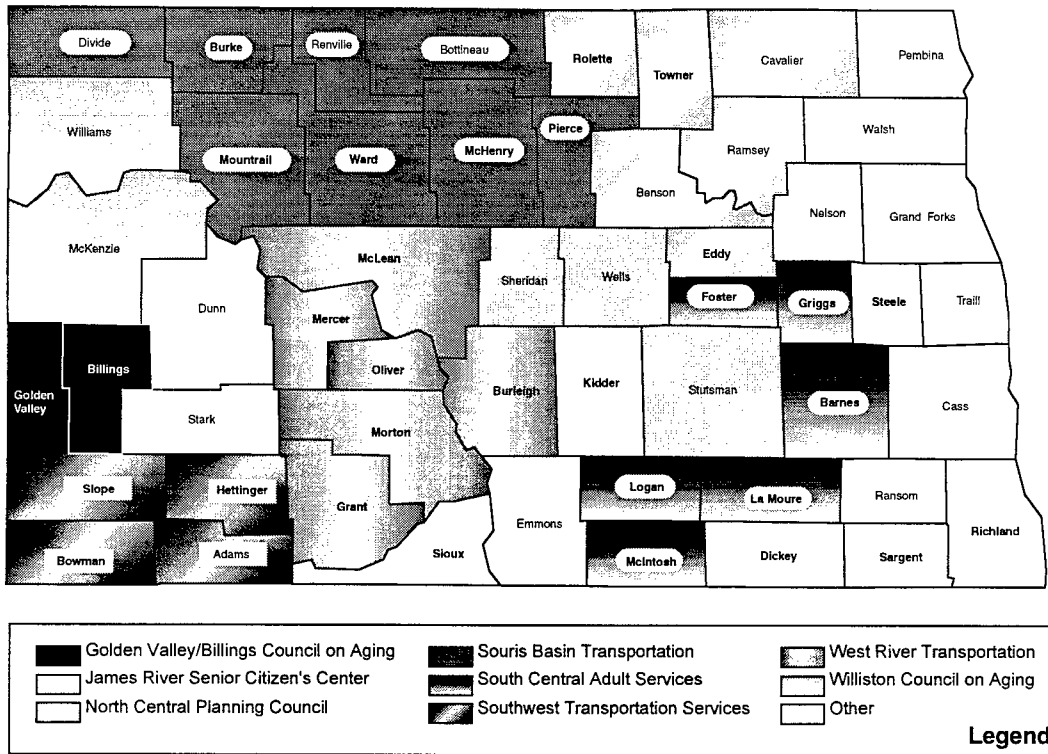 Divide
Burke
Renville
Bottineau
Rolette
Towner
Cavalier
Pembina
Williams
Mountrail
Ward
McHenry
Pierce
Ramsey
Walsh
Benson
Nelson
Grand Forks
McKenzie
McLean
Sheridan
Wells
Eddy
Dunn
Mercer
Foster
Griggs
Steele
Traill
Billings
Golden
Valley
Oliver
Burleigh
Kidder
Stutsman
Barnes
Cass
Stark
Morton
Slope
Hettinger
Grant
Logan
La Moure
Ransom
Emmons
Richland
Bowman
Adams
Sioux
McIntosh
Dickey
Sargent
Golden Valley/Billings Council on Aging
James River Senior Citizen's Center
North Central Planning Council
Souris Basin Transportation
South Central Adult Services
Southwest Transportation Services
West River Transportation
Williston Council on Aging
Other
Legend